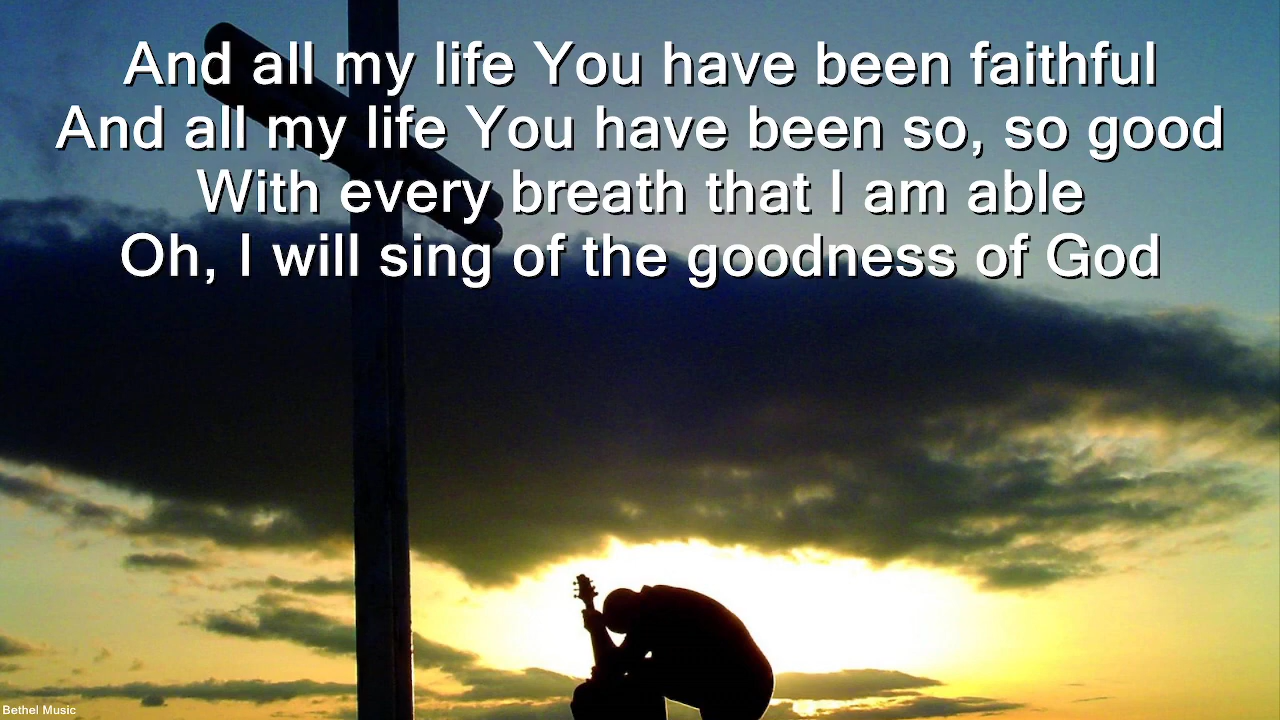 And all my life You have been faithful
And all my life You have been so, so good
With every breath that I am able
Oh, I will sing of the goodness of God
Bethel Music